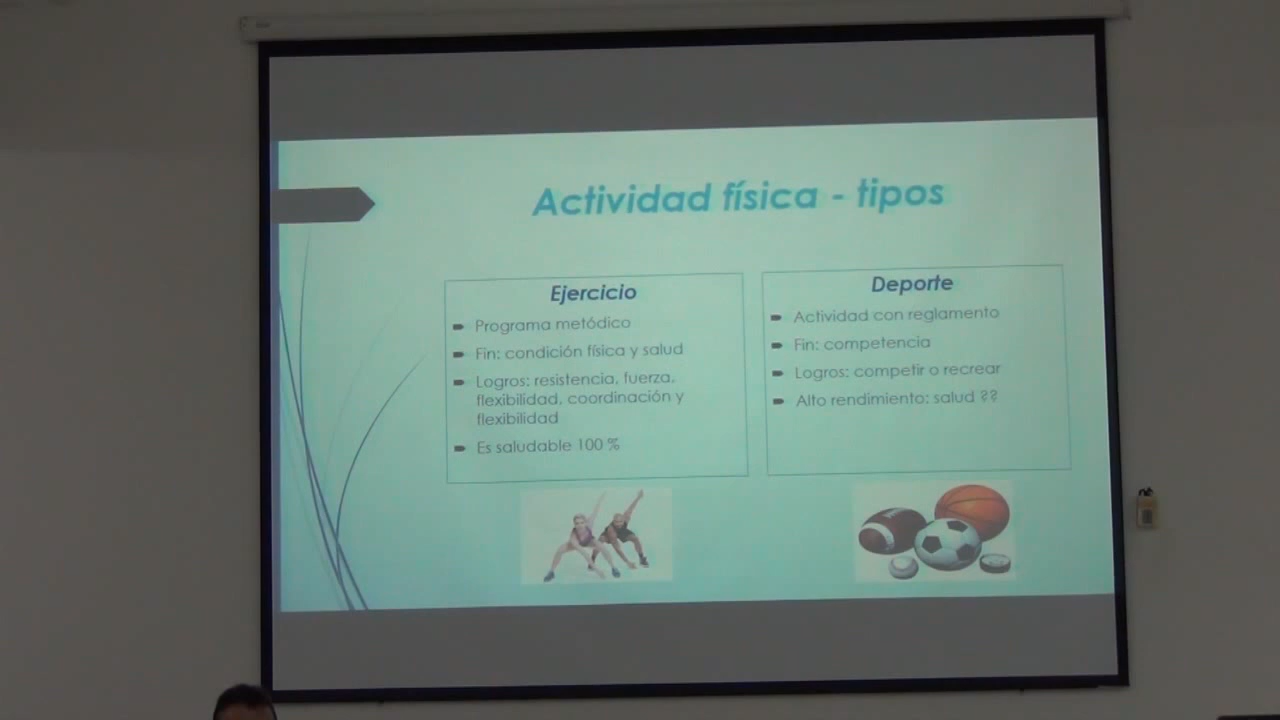 Actividad física - tipos
Ejercicio
Programa metódico
Fin: condición física y salud
Logros: resistencia, fuerza,
flexibilidad, coordinación y
flexibilidad
Es saludable 100 %
Deporte
Actividad con reglamento
Fin: competencia
Logros: competir o recrear
Alto rendimiento: salud ??